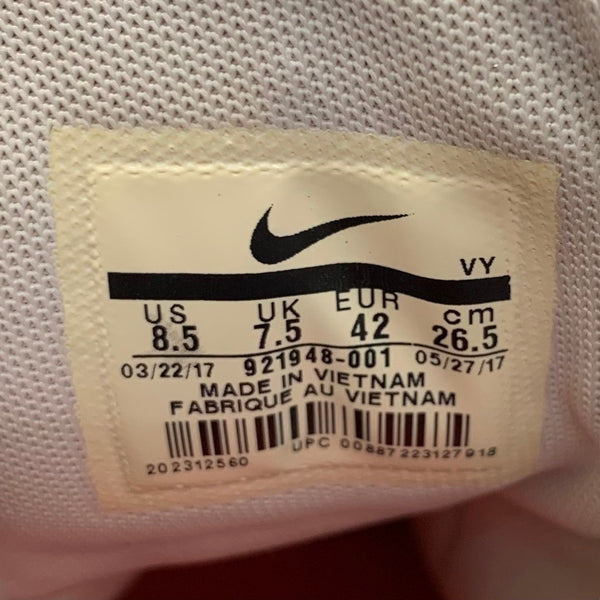 VY
US UK EUR cm
8.5 7.5 42 26.5
03/22/17 921948-001 05/27/17
MADE IN VIETNAM
FABRIQUE AU VIETNAM
UPC 00887223127918
202312560